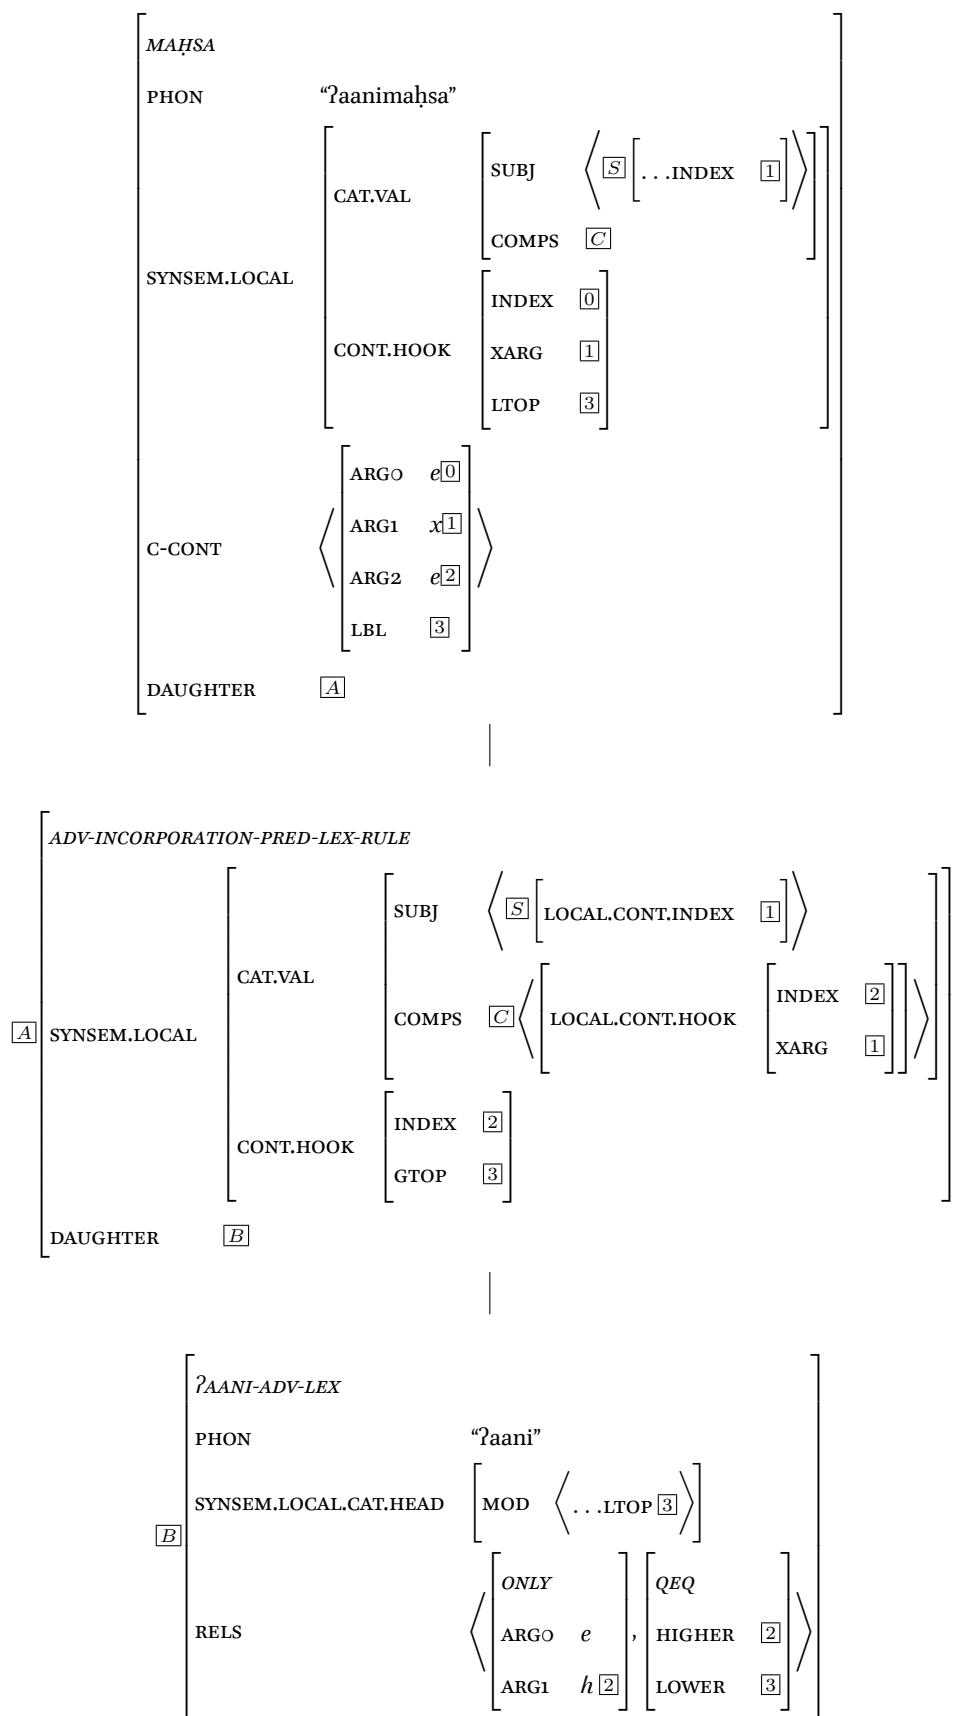 MAḤSA
PHON “ʔaanimaḥsa”
SUBJ ⟨ S [ . . .INDEX 1 ] ⟩
CAT.VAL
COMPS C
SYNSEM.LOCAL
INDEX 0
CONT.HOOK XARG 1
LTOP 3
ARG0 e 0
ARG1 x 1
C-CONT
ARG2 e 2
LBL 3
DAUGHTER A
ADV-INCORPORATION-PRED-LEX-RULE
SUBJ ⟨ S [ LOCAL.CONT.INDEX 1 ] ⟩
CAT.VAL
INDEX 2
COMPS C ⟨ [ LOCAL.CONT.HOOK
XARG 1
A SYNSEM.LOCAL
INDEX 2
CONT.HOOK
GTOP 3
DAUGHTER B
ʔAANI-ADV-LEX
PHON “ʔaani”
SYNSEM.LOCAL.CAT.HEAD [ MOD ⟨ . . .LTOP 3 ⟩ ]
B
ONLY QEQ
RELS ARG0 e , HIGHER 2
ARG1 h 2 LOWER 3